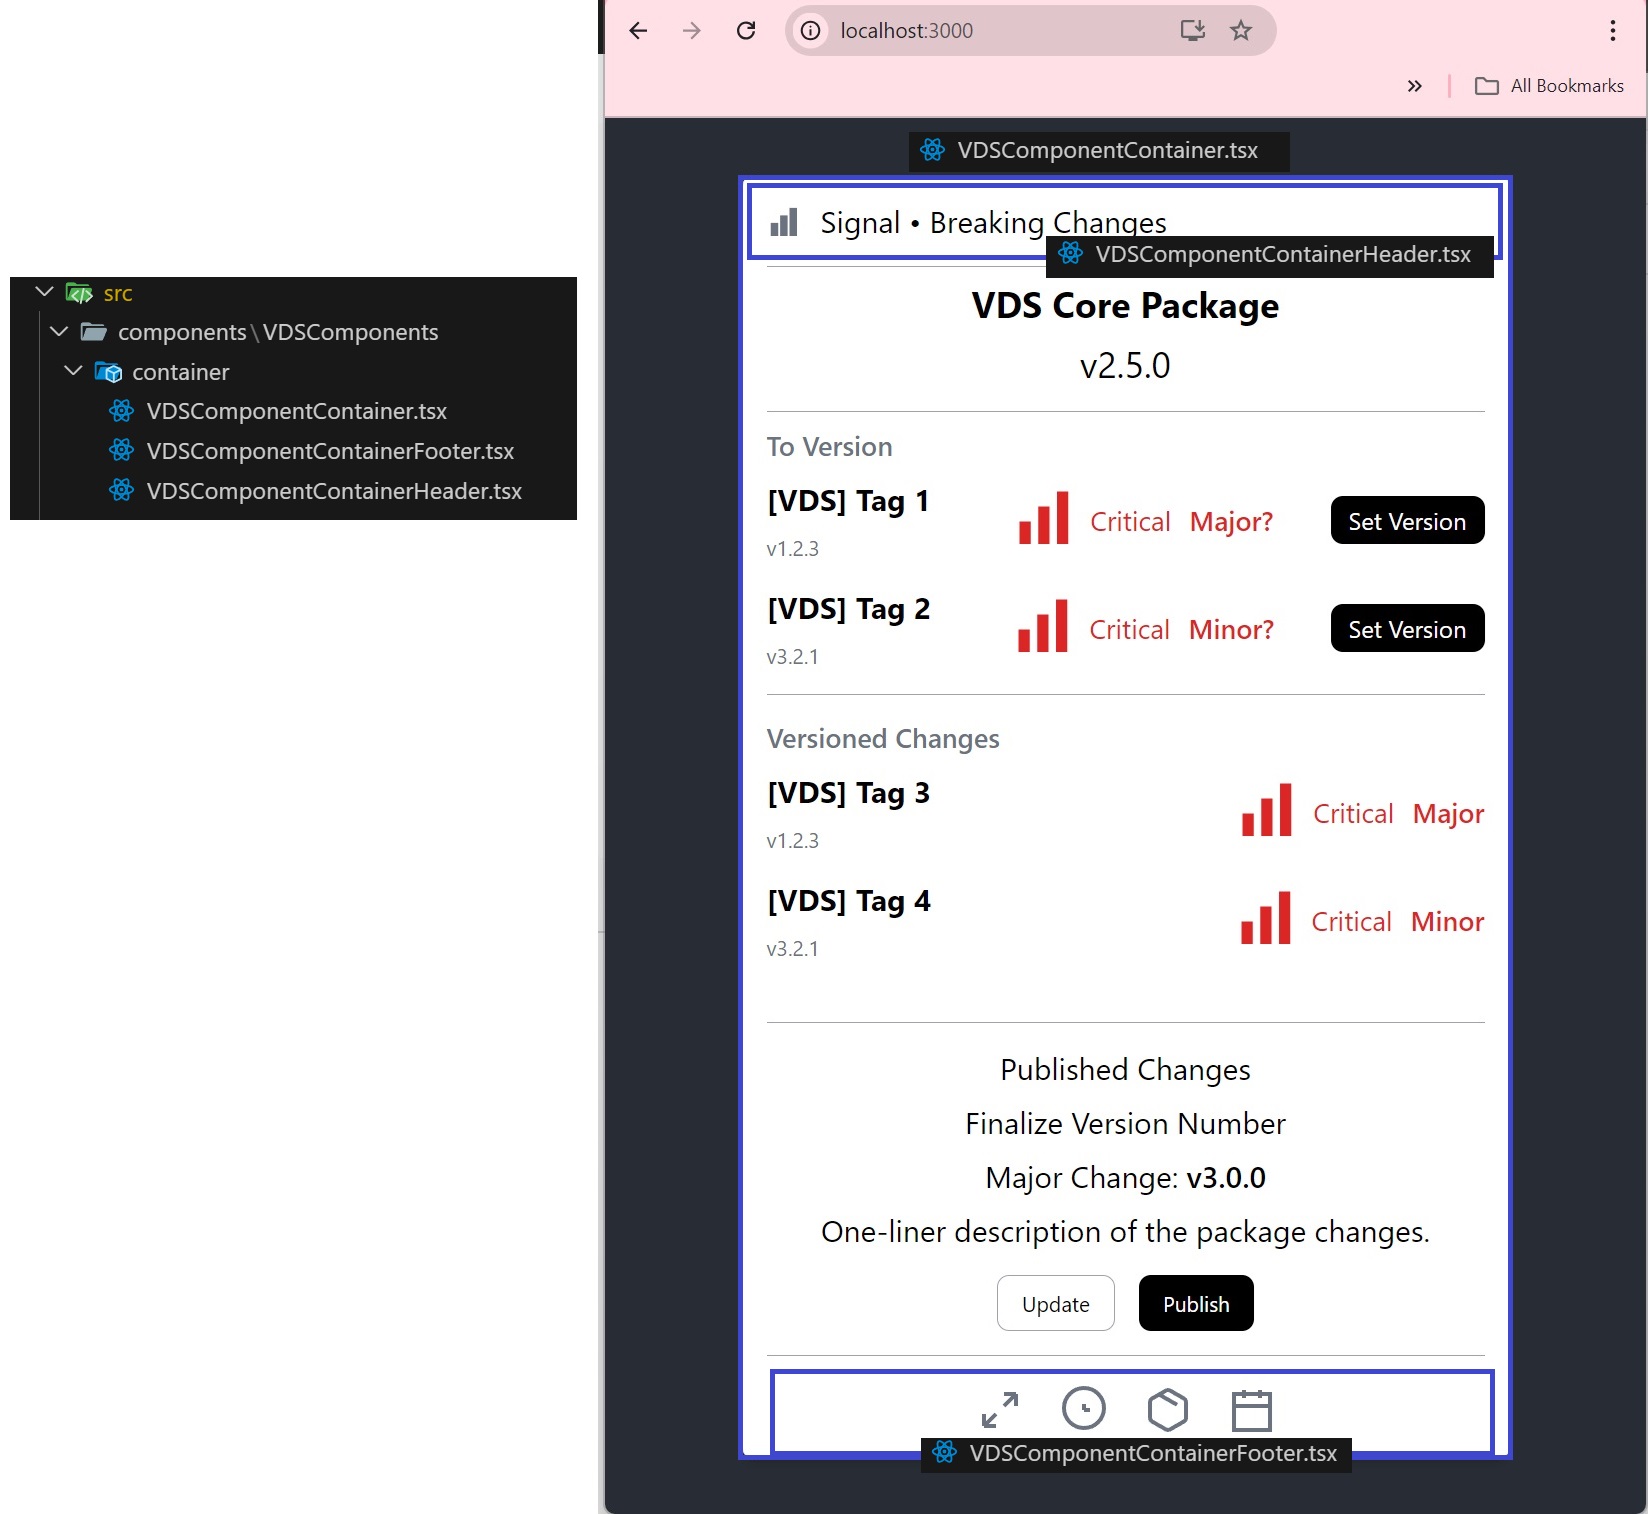 src
components\VDSComponents
container
VDSComponentContainer.tsx
VDSComponentContainerFooter.tsx
VDSComponentContainerHeader.tsx
localhost:3000
All Bookmarks
VDSComponentContainer.tsx
Signal • Breaking Changes
VDSComponentContainerHeader.tsx
VDS Core Package
v2.5.0
To Version
[VDS] Tag 1
v1.2.3
Critical Major?
Set Version
[VDS] Tag 2
v3.2.1
Critical Minor?
Set Version
Versioned Changes
[VDS] Tag 3
v1.2.3
Critical Major
[VDS] Tag 4
v3.2.1
Critical Minor
Published Changes
Finalize Version Number
Major Change: v3.0.0
One-liner description of the package changes.
Update
Publish
VDSComponentContainerFooter.tsx